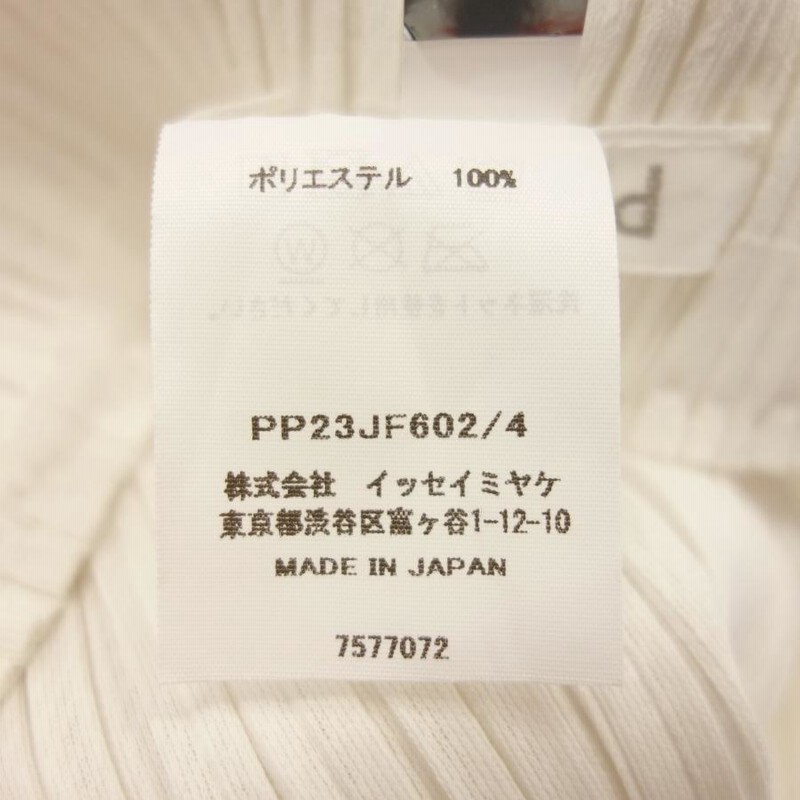 ポリエステル 100%
PP23JF602/4
株式会社 イッセイミヤケ
東京都渋谷区富ヶ谷1-12-10
MADE IN JAPAN
7577072